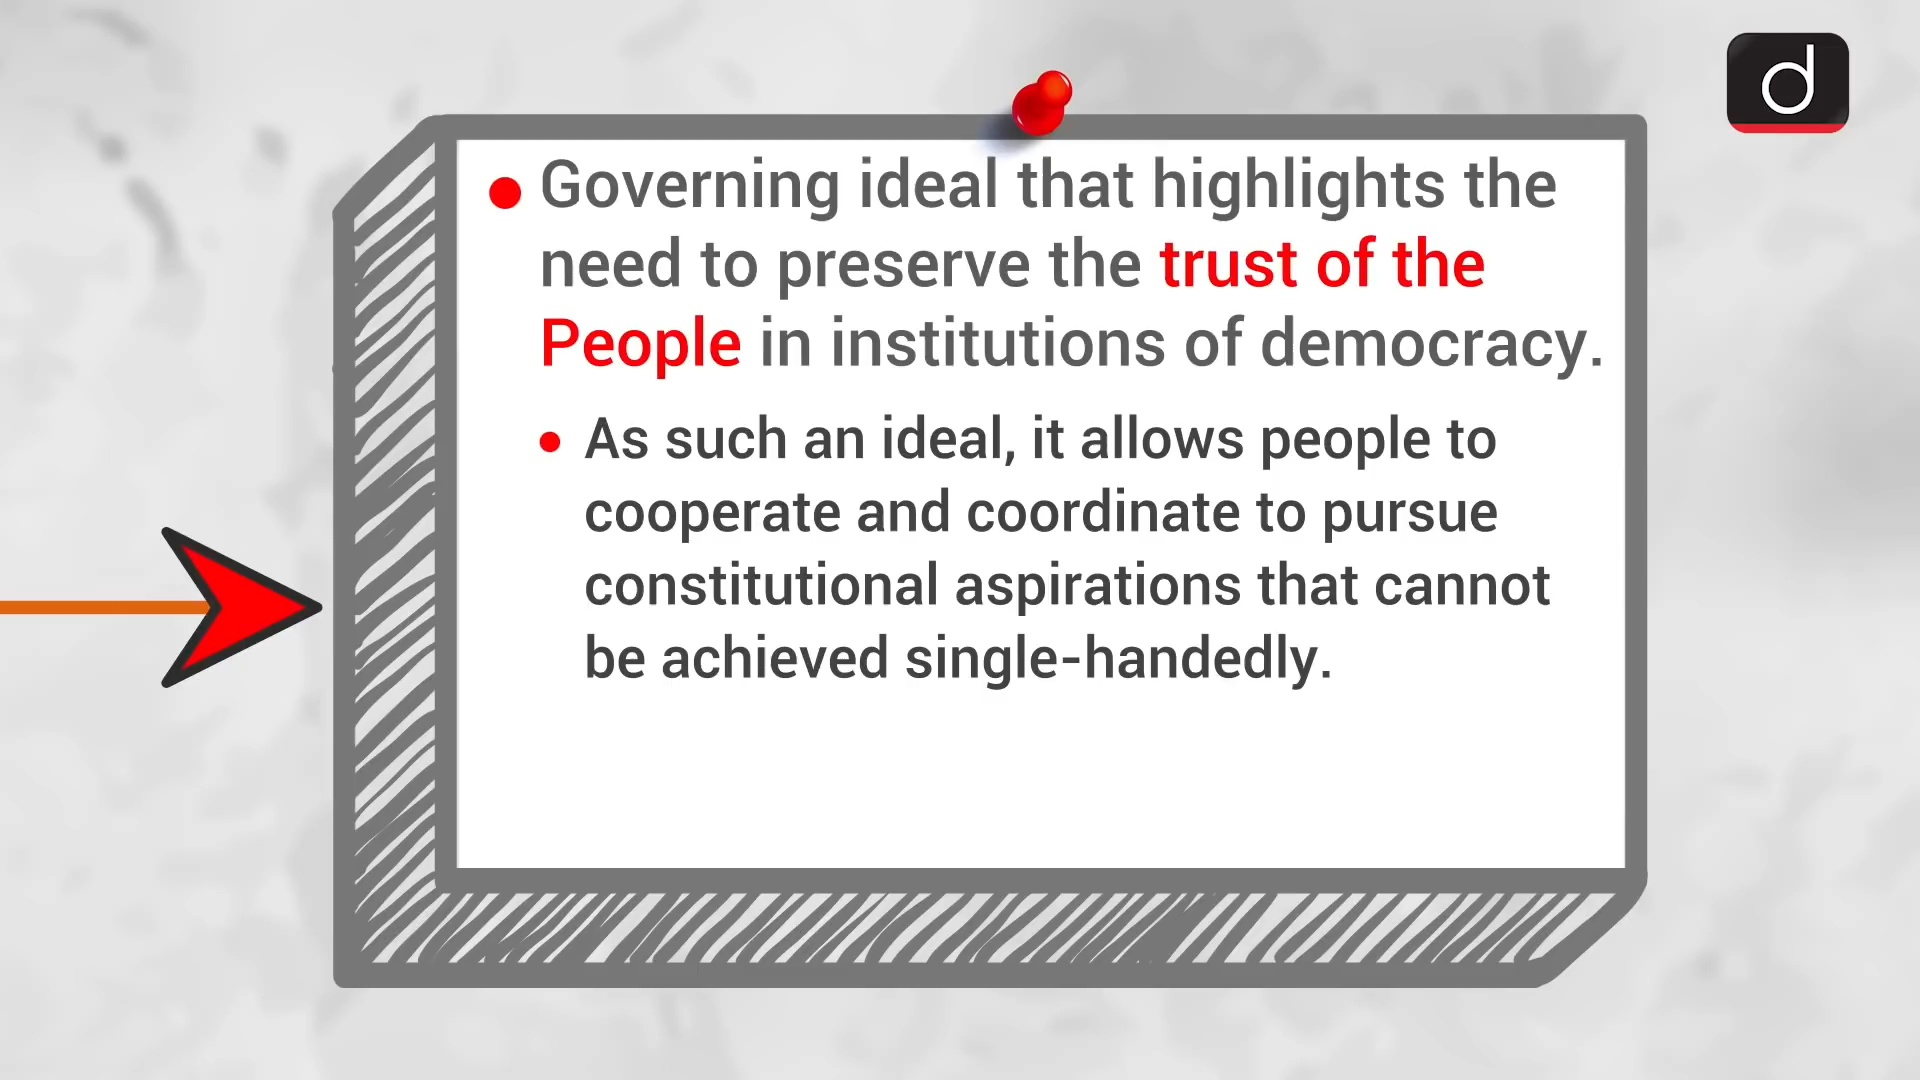 d
Governing ideal that highlights the
need to preserve the trust of the
People in institutions of democracy.
As such an ideal, it allows people to
cooperate and coordinate to pursue
constitutional aspirations that cannot
be achieved single-handedly.